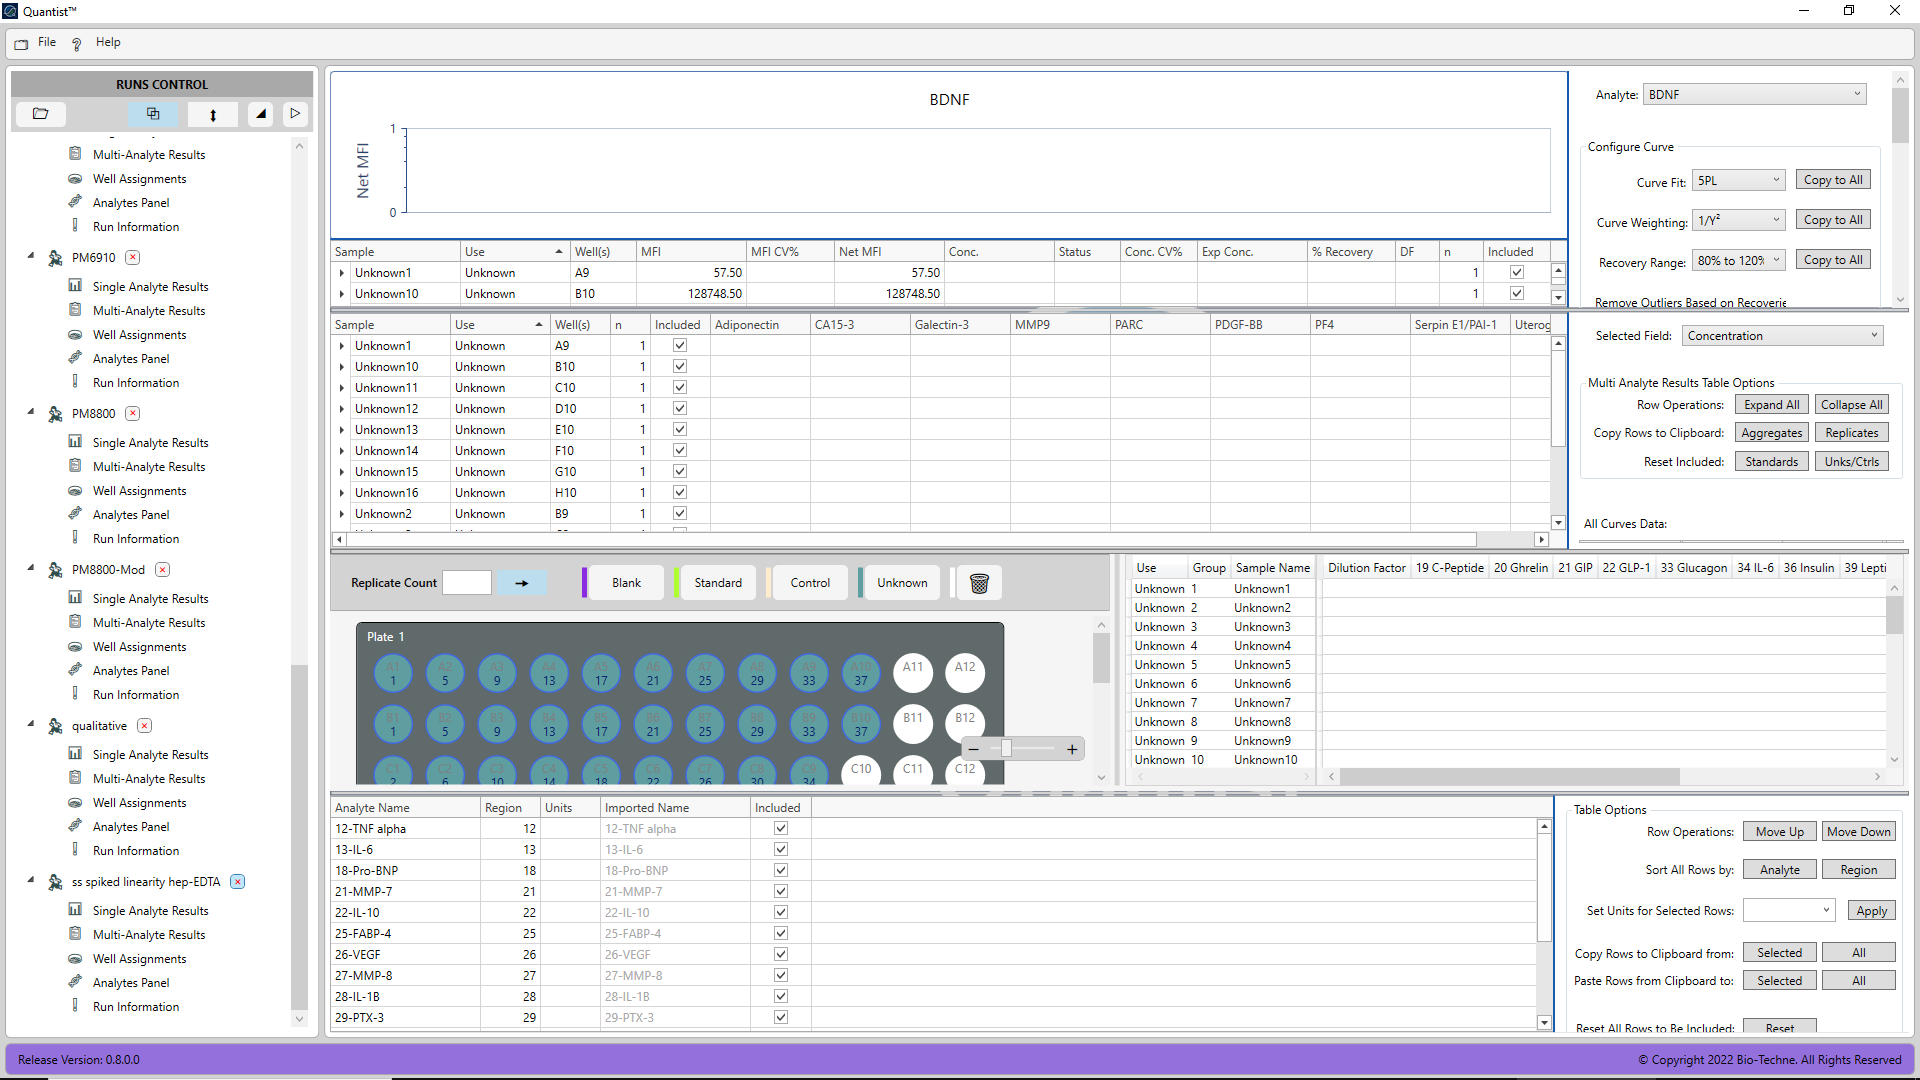 Quantist™
File Help
RUNS CONTROL
Multi-Analyte Results
Well Assignments
Analytes Panel
Run Information
PM6910
Single Analyte Results
Multi-Analyte Results
Well Assignments
Analytes Panel
Run Information
PM8800
Single Analyte Results
Multi-Analyte Results
Well Assignments
Analytes Panel
Run Information
PM8800-Mod
Single Analyte Results
Multi-Analyte Results
Well Assignments
Analytes Panel
Run Information
qualitative
Single Analyte Results
Multi-Analyte Results
Well Assignments
Analytes Panel
Run Information
ss spiked linearity hep-EDTA
Single Analyte Results
Multi-Analyte Results
Well Assignments
Analytes Panel
Run Information
BDNF
Net MFI
1
0
Sample Use Well(s) MFI MFI CV% Net MFI Conc. Status Conc. CV% Exp Conc. % Recovery DF n Included
Unknown1 Unknown A9 57.50 57.50 1
Unknown10 Unknown B10 128748.50 128748.50 1
Analyte: BDNF
Configure Curve
Curve Fit: 5PL Copy to All
Curve Weighting: 1/Y² Copy to All
Recovery Range: 80% to 120% Copy to All
Remove Outliers Based on Recoverie
Sample Use Well(s) n Included Adiponectin CA15-3 Galectin-3 MMP9 PARC PDGF-BB PF4 Serpin E1/PAI-1 Uterog
Unknown1 Unknown A9 1
Unknown10 Unknown B10 1
Unknown11 Unknown C10 1
Unknown12 Unknown D10 1
Unknown13 Unknown E10 1
Unknown14 Unknown F10 1
Unknown15 Unknown G10 1
Unknown16 Unknown H10 1
Unknown2 Unknown B9 1
Selected Field: Concentration
Multi Analyte Results Table Options
Row Operations: Expand All Collapse All
Copy Rows to Clipboard: Aggregates Replicates
Reset Included: Standards Unks/Ctrls
All Curves Data:
Replicate Count Blank Standard Control Unknown
Plate 1
A1 A2 A3 A4 A5 A6 A7 A8 A9 A10 A11 A12
1 5 9 13 17 21 25 29 33 37
B1 B2 B3 B4 B5 B6 B7 B8 B9 B10 B11 B12
1 5 9 13 17 21 25 29 33 37
C1 C2 C3 C4 C5 C6 C7 C8 C9 C10 C11 C12
2 6 10 14 18 22 26 30 34
Use Group Sample Name Dilution Factor 19 C-Peptide 20 Ghrelin 21 GIP 22 GLP-1 33 Glucagon 34 IL-6 36 Insulin 39 Lepti
Unknown 1 Unknown1
Unknown 2 Unknown2
Unknown 3 Unknown3
Unknown 4 Unknown4
Unknown 5 Unknown5
Unknown 6 Unknown6
Unknown 7 Unknown7
Unknown 8 Unknown8
Unknown 9 Unknown9
Unknown 10 Unknown10
Analyte Name Region Units Imported Name Included
12-TNF alpha 12 12-TNF alpha
13-IL-6 13 13-IL-6
18-Pro-BNP 18 18-Pro-BNP
21-MMP-7 21 21-MMP-7
22-IL-10 22 22-IL-10
25-FABP-4 25 25-FABP-4
26-VEGF 26 26-VEGF
27-MMP-8 27 27-MMP-8
28-IL-1B 28 28-IL-1B
29-PTX-3 29 29-PTX-3
Table Options
Row Operations: Move Up Move Down
Sort All Rows by: Analyte Region
Set Units for Selected Rows: Apply
Copy Rows to Clipboard from: Selected All
Paste Rows from Clipboard to: Selected All
Reset All Rows to Be Included: Reset
Release Version: 0.8.0.0
© Copyright 2022 Bio-Techne. All Rights Reserved